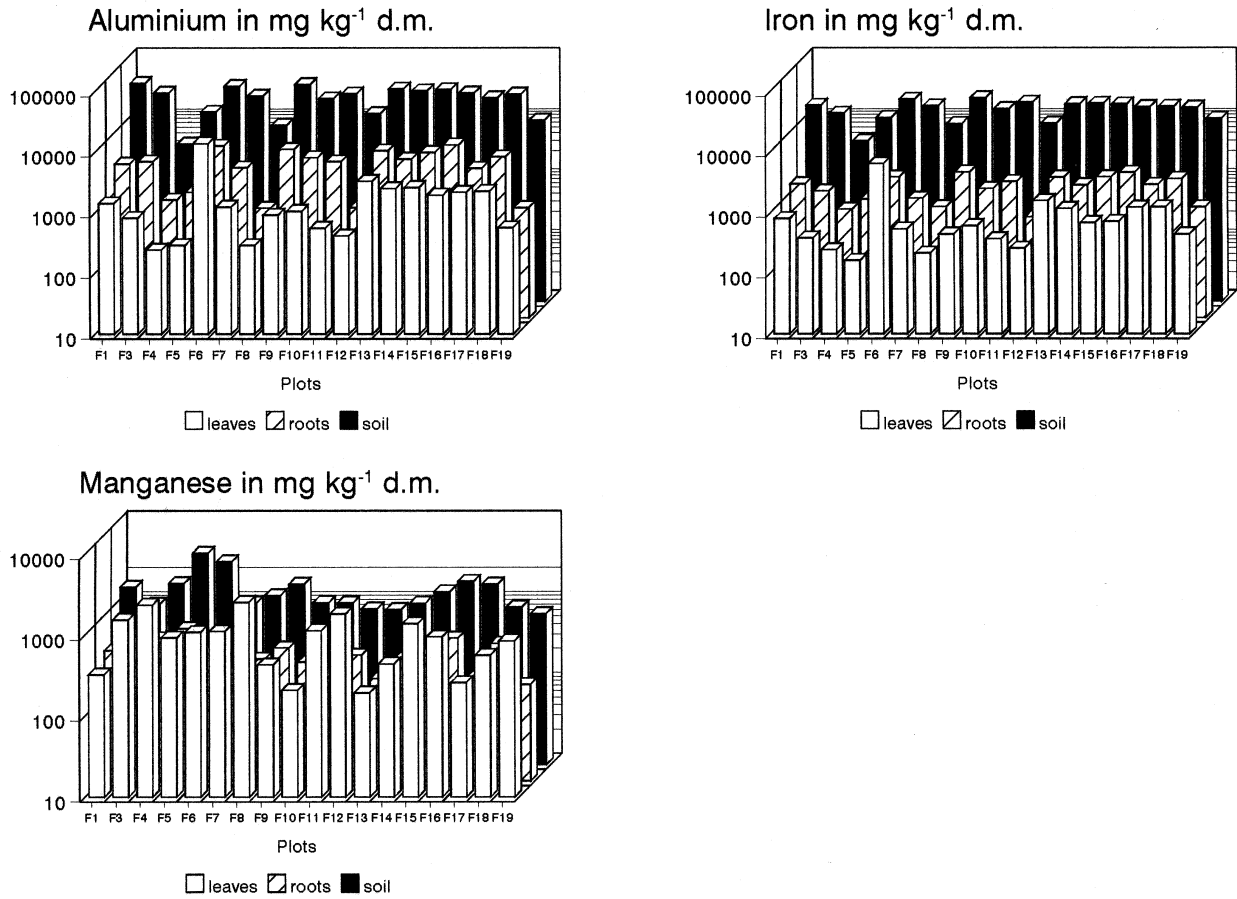 Aluminium in mg kg⁻¹ d.m.
100000
10000
1000
100
10
F1 F3 F4 F5 F6 F7 F8 F9 F10 F11 F12 F13 F14 F15 F16 F17 F18 F19
Plots
leaves roots soil
Iron in mg kg⁻¹ d.m.
100000
10000
1000
100
10
F1 F3 F4 F5 F6 F7 F8 F9 F10 F11 F12 F13 F14 F15 F16 F17 F18 F19
Plots
leaves roots soil
Manganese in mg kg⁻¹ d.m.
10000
1000
100
10
F1 F3 F4 F5 F6 F7 F8 F9 F10 F11 F12 F13 F14 F15 F16 F17 F18 F19
Plots
leaves roots soil